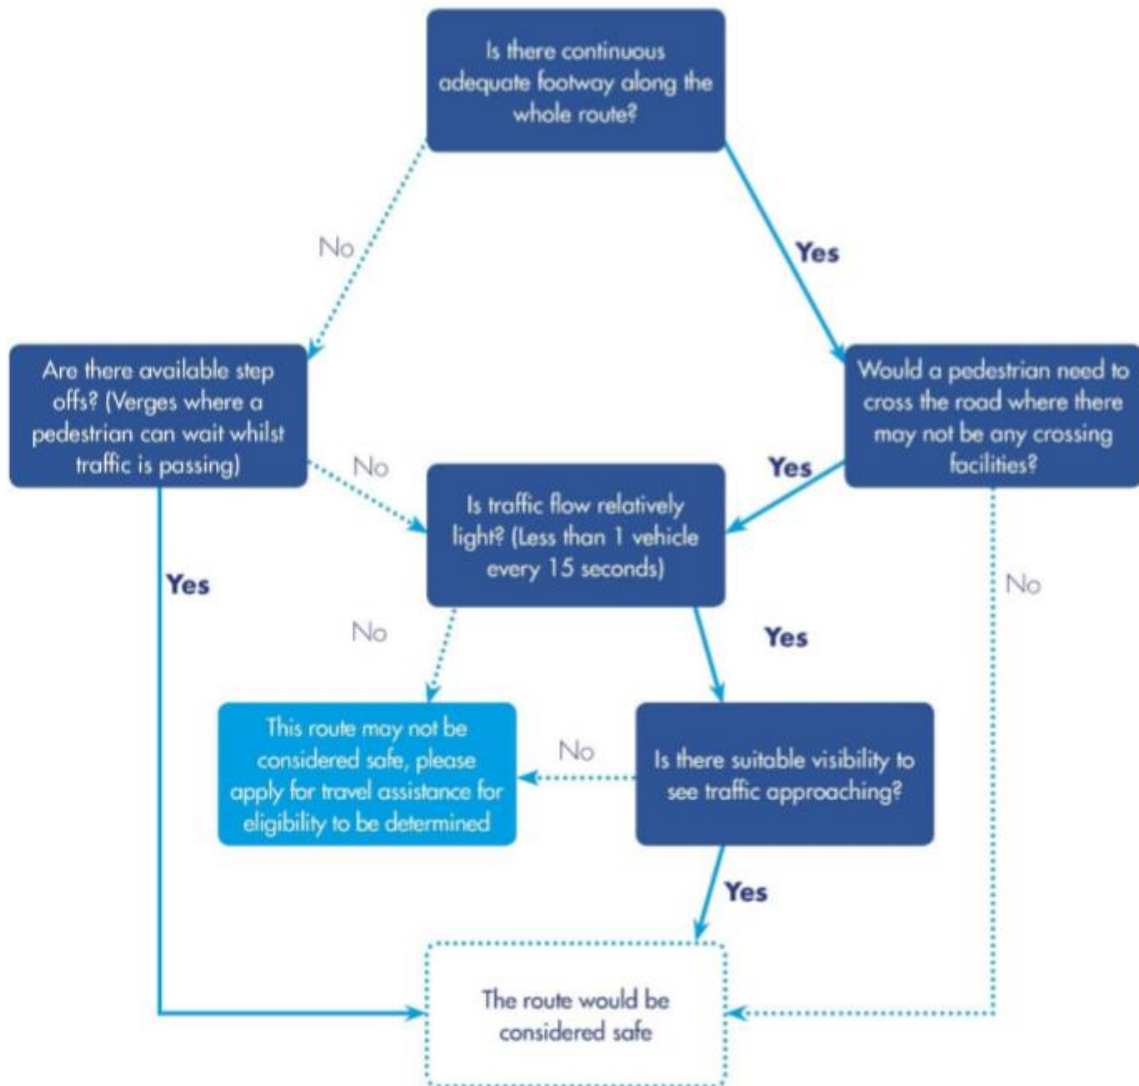 Is there continuous
adequate footway along the
whole route?
No
Yes
Are there available step
offs? (Verges where a
pedestrian can wait whilst
traffic is passing)
Would a pedestrian need to
cross the road where there
may not be any crossing
facilities?
No
Yes
Is traffic flow relatively
light? (Less than 1 vehicle
every 15 seconds)
Yes
No
No
Yes
This route may not be
considered safe, please
apply for travel assistance for
eligibility to be determined
No
Is there suitable visibility to
see traffic approaching?
Yes
The route would be
considered safe